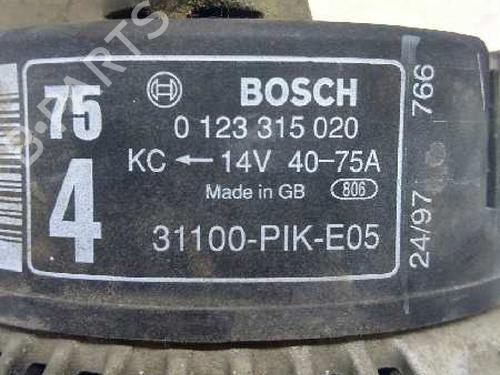 B-PARTS
75
4
BOSCH
0 123 315 020
KC ← 14V 40-75A
Made in GB 806
31100-PIK-E05
24/97 766